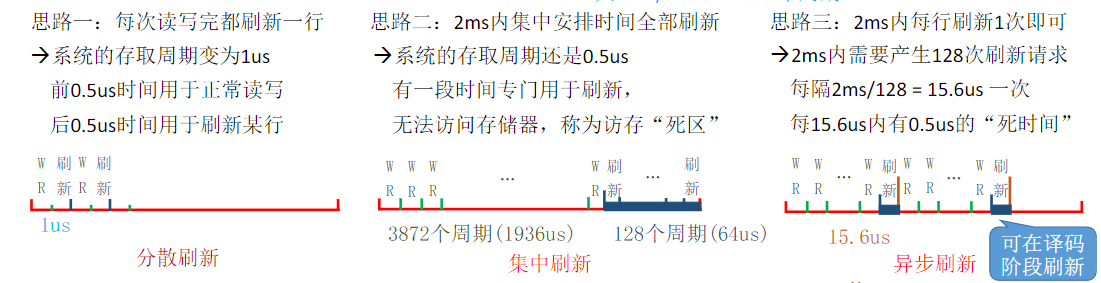 思路一：每次读写完都刷新一行
→系统的存取周期变为1us
前0.5us时间用于正常读写
后0.5us时间用于刷新某行
W 刷 W 刷
R 新 R 新
1us
分散刷新
思路二：2ms内集中安排时间全部刷新
→系统的存取周期还是0.5us
有一段时间专门用于刷新，
无法访问存储器，称为访存“死区”
W W W ... W 刷 ... 刷
R R R R 新 新
3872个周期(1936us) 128个周期(64us)
集中刷新
思路三：2ms内每行刷新1次即可
→2ms内需要产生128次刷新请求
每隔2ms/128 = 15.6us 一次
每15.6us内有0.5us的“死时间”
W W ... 刷 W W ... 刷
R R 新 R R 新
15.6us
可在译码
阶段刷新
异步刷新